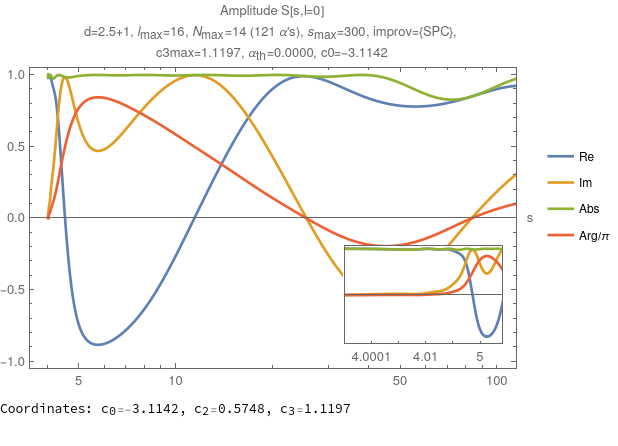 Amplitude S[s,l=0]
d=2.5+1, lmax=16, Nmax=14 (121 α's), smax=300, improv={SPC},
c3max=1.1197, αth=0.0000, c0=-3.1142
1.0
0.5
0.0
-0.5
-1.0
5
10
50
100
s
4.0001
4.01
5
Re
Im
Abs
Arg/π
Coordinates: c0=-3.1142, c2=0.5748, c3=1.1197